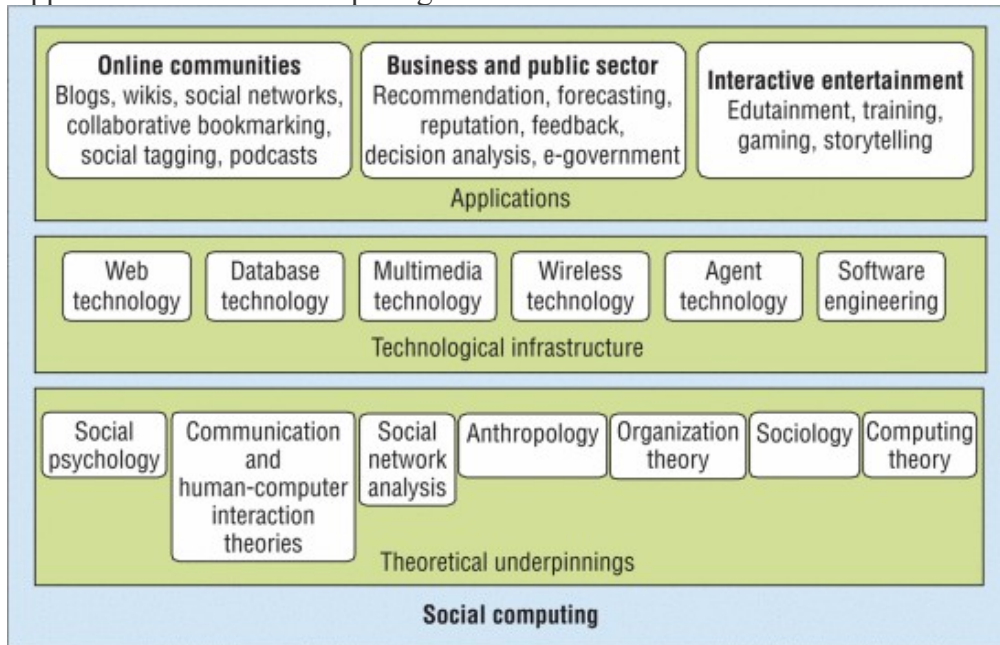 Online communities
Blogs, wikis, social networks,
collaborative bookmarking,
social tagging, podcasts
Business and public sector
Recommendation, forecasting,
reputation, feedback,
decision analysis, e-government
Interactive entertainment
Edutainment, training,
gaming, storytelling
Applications
Web
technology
Database
technology
Multimedia
technology
Wireless
technology
Agent
technology
Software
engineering
Technological infrastructure
Social
psychology
Communication
and
human-computer
interaction
theories
Social
network
analysis
Anthropology
Organization
theory
Sociology
Computing
theory
Theoretical underpinnings
Social computing